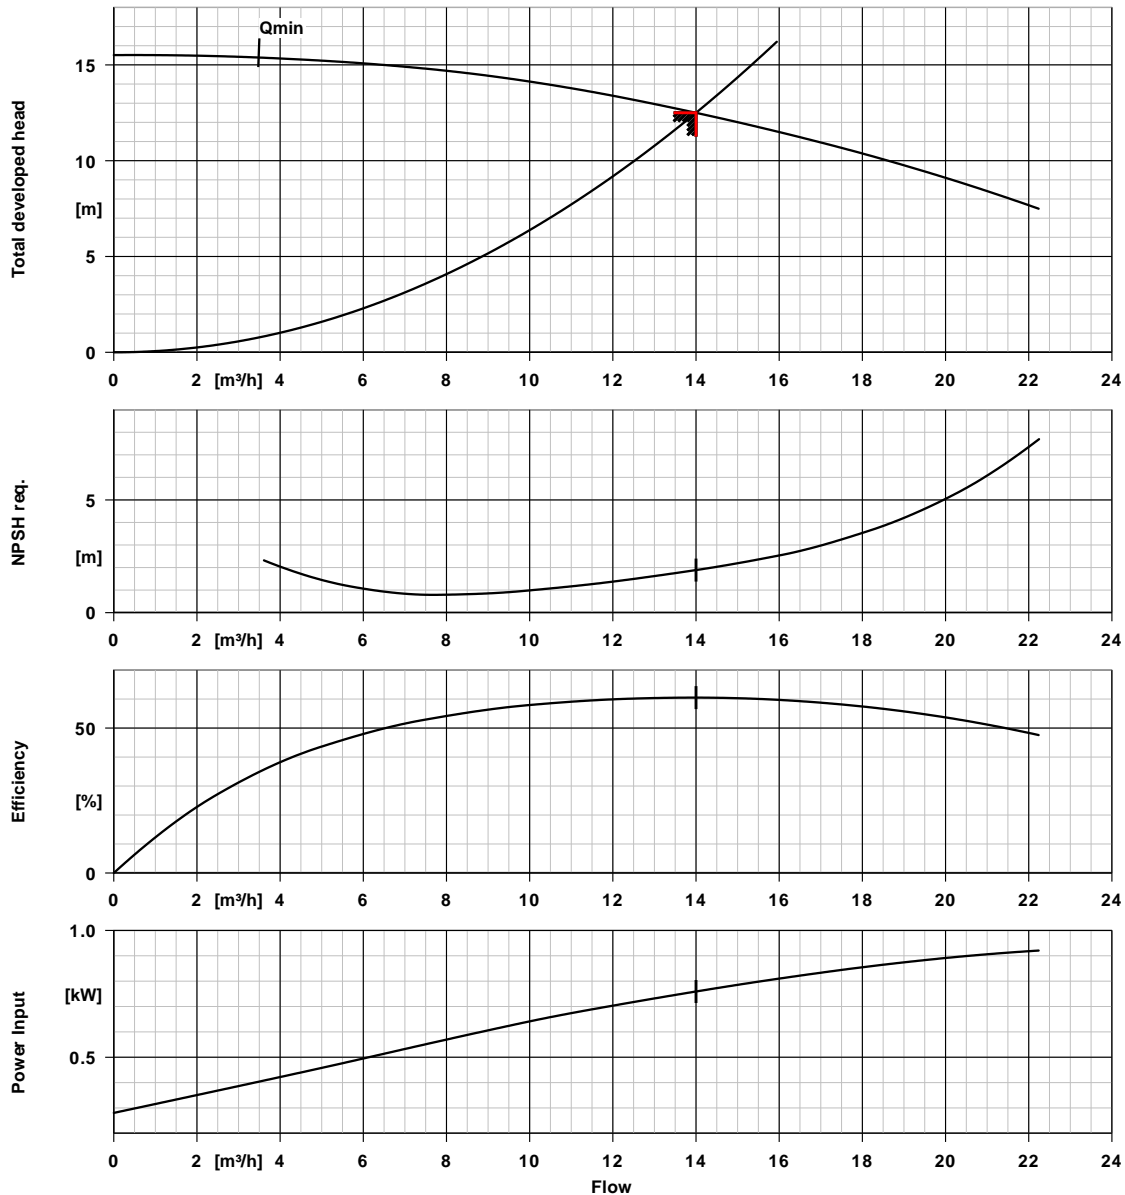 Qmin
15
10
5
0
[m]
Total developed head
0 2 [m³/h] 4 6 8 10 12 14 16 18 20 22 24
5
0
[m]
NPSH req.
0 2 [m³/h] 4 6 8 10 12 14 16 18 20 22 24
50
0
[%]
Efficiency
0 2 [m³/h] 4 6 8 10 12 14 16 18 20 22 24
1.0
0.5
[kW]
Power Input
0 2 [m³/h] 4 6 8 10 12 14 16 18 20 22 24
Flow